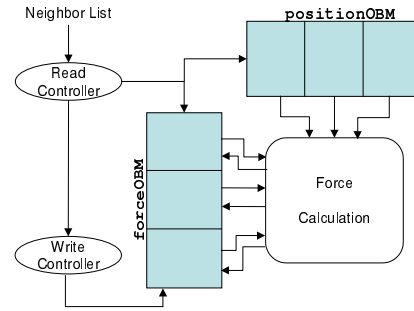 Neighbor List
positionOBM
Read
Controller
forceOBM
Force
Calculation
Write
Controller